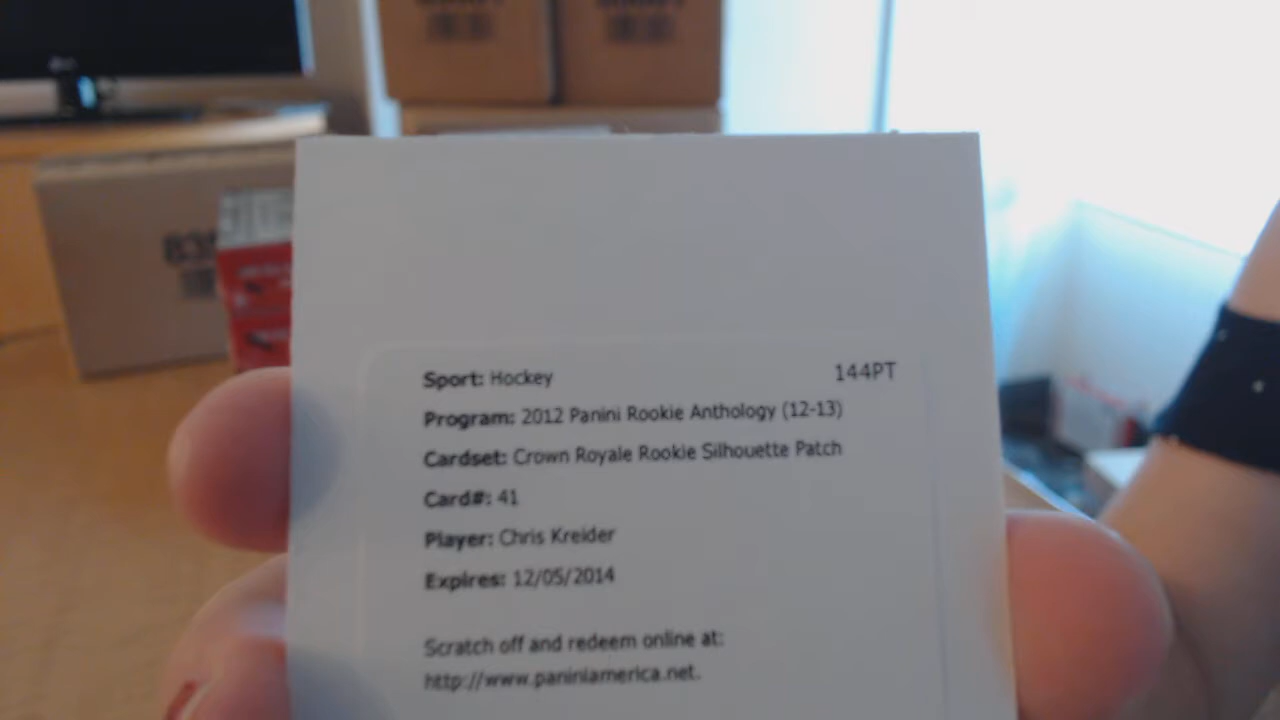 Sport: Hockey 144PT
Program: 2012 Panini Rookie Anthology (12-13)
Cardset: Crown Royale Rookie Silhouette Patch
Card#: 41
Player: Chris Kreider
Expires: 12/05/2014
Scratch off and redeem online at:
http://www.paniniamerica.net.